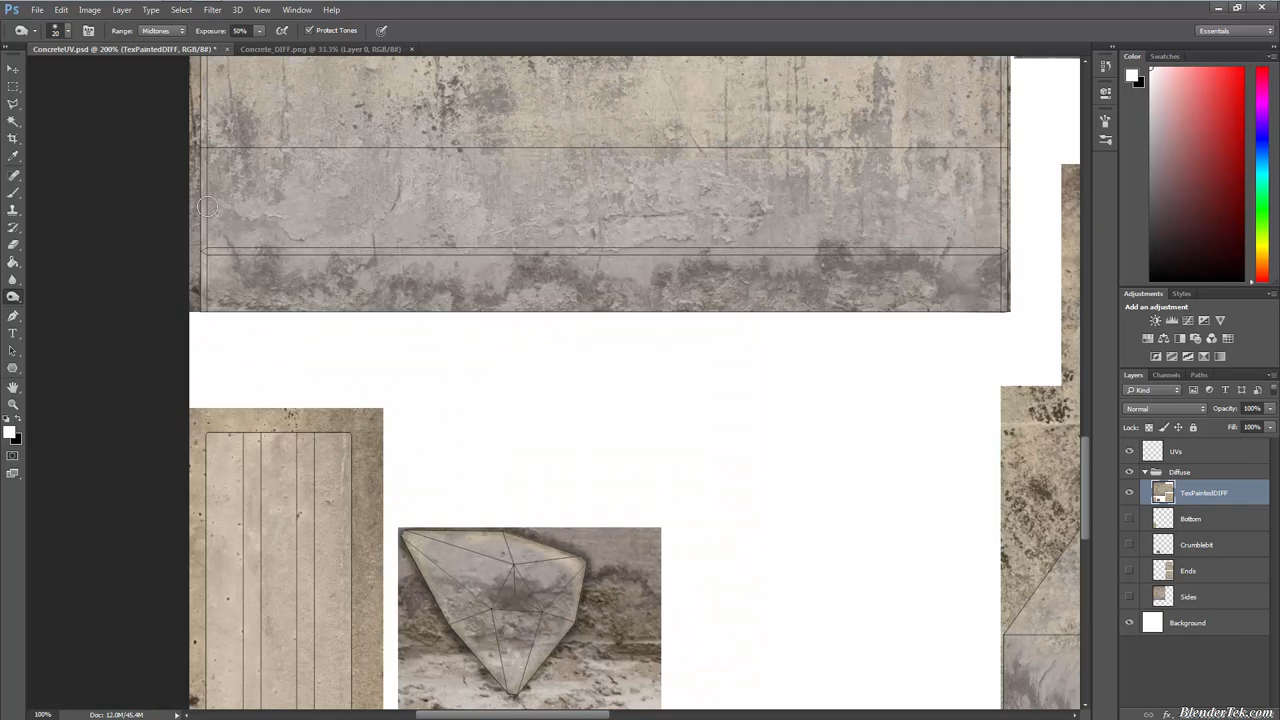 Ps File Edit Image Layer Type Select Filter 3D View Window Help
20 Range: Midtones Exposure: 50% Protect Tones Essentials
ConcreteUV.psd @ 200% (TexPaintedDIFF, RGB/8#) * × Concrete_DIFF.png @ 33.3% (Layer 0, RGB/8#) ×
Color Swatches
Adjustments Styles
Add an adjustment
Layers Channels Paths
Kind
Normal Opacity: 100%
Lock: Fill: 100%
UVs
Diffuse
TexPaintedDIFF
Bottom
Crumblebit
Ends
Sides
Background
100% Doc: 12.0M/45.4M
fx BlenderTek.com